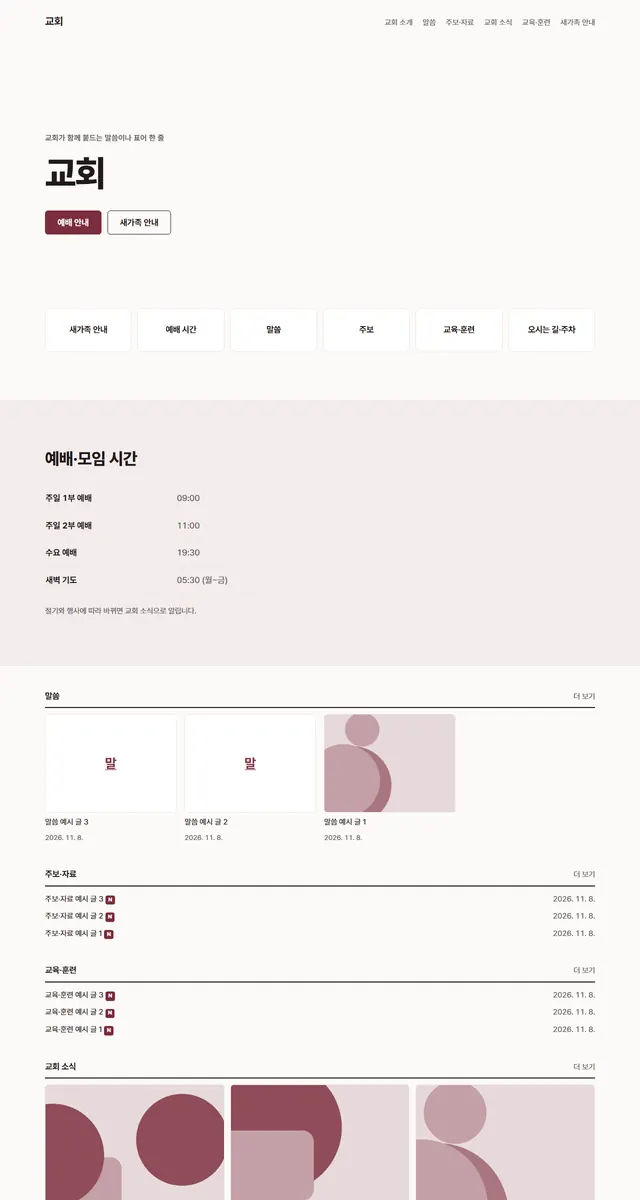 교회
교회 소개 말씀 주보·자료 교회 소식 교육·훈련 새가족 안내
교회가 함께 붙드는 말씀이나 표어 한 줄
교회
예배 안내 새가족 안내
새가족 안내 예배 시간 말씀 주보 교육·훈련 오시는 길·주차
예배·모임 시간
주일 1부 예배 09:00
주일 2부 예배 11:00
수요 예배 19:30
새벽 기도 05:30 (월~금)
절기와 행사에 따라 바뀌면 교회 소식으로 알립니다.
말씀 더 보기
말 말
말씀 예시 글 3 말씀 예시 글 2 말씀 예시 글 1
2026. 11. 8. 2026. 11. 8. 2026. 11. 8.
주보·자료 더 보기
주보·자료 예시 글 3 N 2026. 11. 8.
주보·자료 예시 글 2 N 2026. 11. 8.
주보·자료 예시 글 1 N 2026. 11. 8.
교육·훈련 더 보기
교육·훈련 예시 글 3 N 2026. 11. 8.
교육·훈련 예시 글 2 N 2026. 11. 8.
교육·훈련 예시 글 1 N 2026. 11. 8.
교회 소식 더 보기